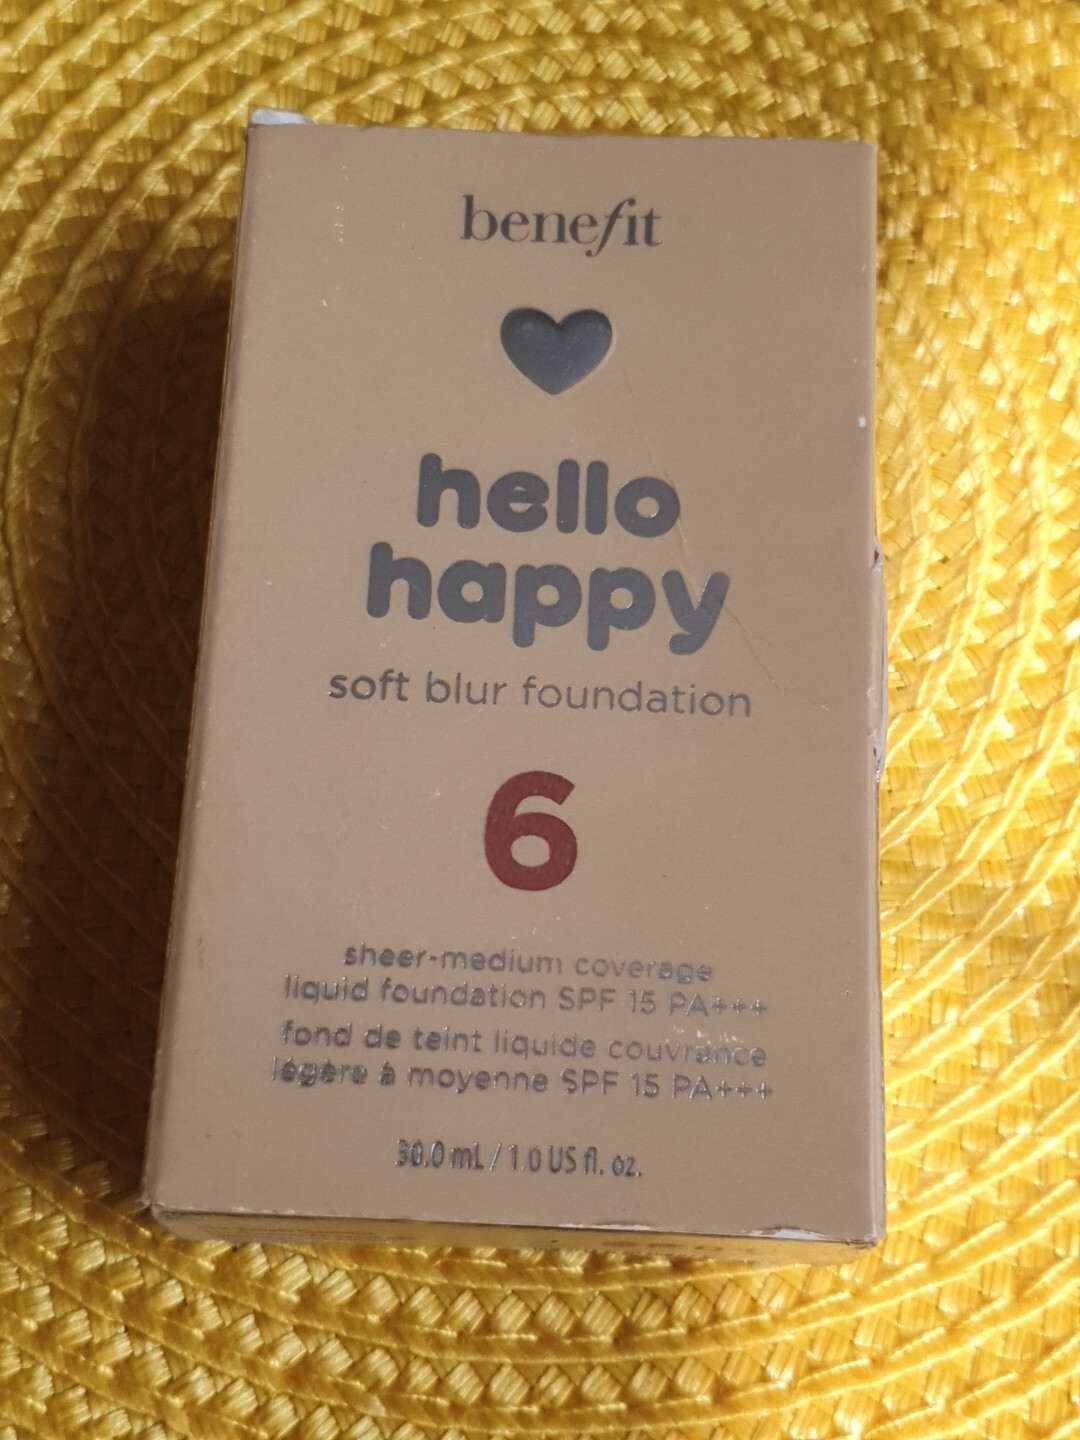 benefit
hello
happy
soft blur foundation
6
sheer-medium coverage
liquid foundation SPF 15 PA+++
fond de teint liquide couvrance
légère à moyenne SPF 15 PA+++
30.0 mL / 1.0 US fl. oz.